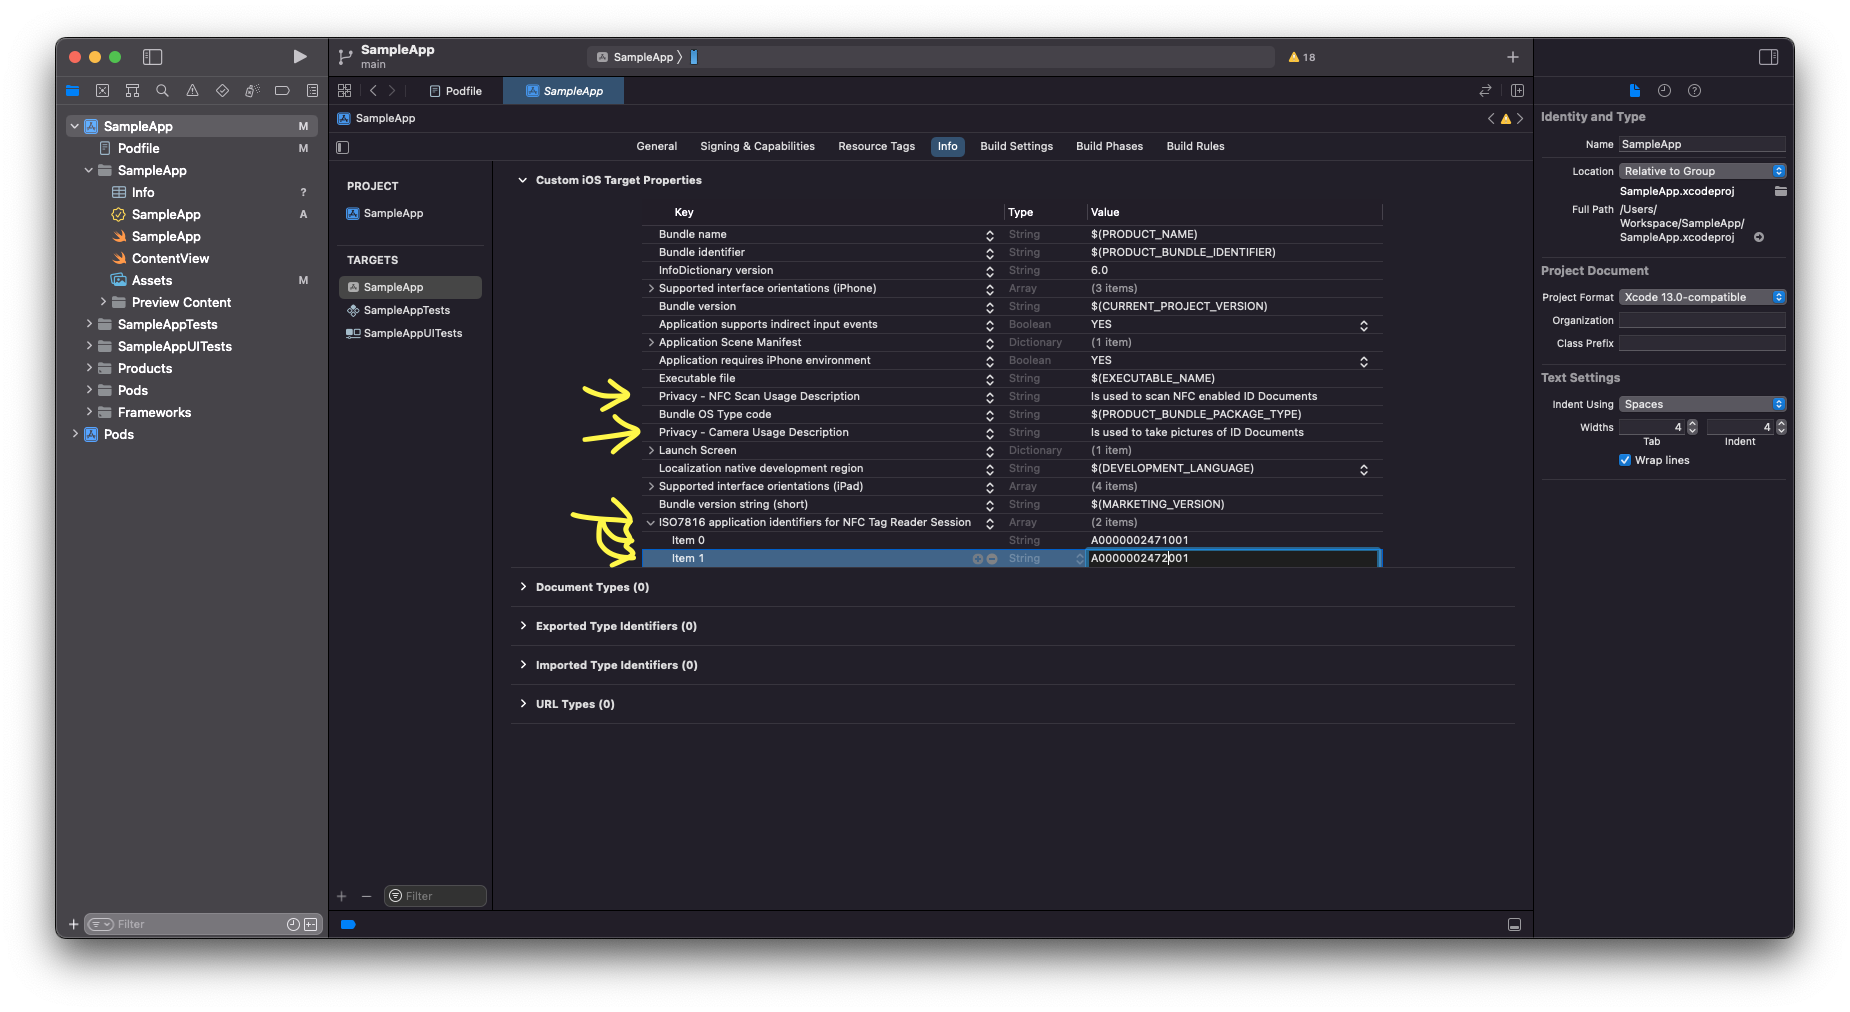 SampleApp
main
SampleApp
18
Podfile
SampleApp
SampleApp
SampleApp M
Podfile M
SampleApp
Info ?
SampleApp A
SampleApp
ContentView
Assets M
Preview Content
SampleAppTests
SampleAppUITests
Products
Pods
Frameworks
Pods
Filter
General Signing & Capabilities Resource Tags Info Build Settings Build Phases Build Rules
PROJECT
SampleApp
TARGETS
SampleApp
SampleAppTests
SampleAppUITests
Filter
Custom iOS Target Properties
Key Type Value
Bundle name String $(PRODUCT_NAME)
Bundle identifier String $(PRODUCT_BUNDLE_IDENTIFIER)
InfoDictionary version String 6.0
Supported interface orientations (iPhone) Array (3 items)
Bundle version String $(CURRENT_PROJECT_VERSION)
Application supports indirect input events Boolean YES
Application Scene Manifest Dictionary (1 item)
Application requires iPhone environment Boolean YES
Executable file String $(EXECUTABLE_NAME)
Privacy - NFC Scan Usage Description String Is used to scan NFC enabled ID Documents
Bundle OS Type code String $(PRODUCT_BUNDLE_PACKAGE_TYPE)
Privacy - Camera Usage Description String Is used to take pictures of ID Documents
Launch Screen Dictionary (1 item)
Localization native development region String $(DEVELOPMENT_LANGUAGE)
Supported interface orientations (iPad) Array (4 items)
Bundle version string (short) String $(MARKETING_VERSION)
ISO7816 application identifiers for NFC Tag Reader Session Array (2 items)
Item 0 String A0000002471001
Item 1 String A0000002472001
Document Types (0)
Exported Type Identifiers (0)
Imported Type Identifiers (0)
URL Types (0)
Identity and Type
Name SampleApp
Location Relative to Group
SampleApp.xcodeproj
Full Path /Users/
Workspace/SampleApp/
SampleApp.xcodeproj
Project Document
Project Format Xcode 13.0-compatible
Organization
Class Prefix
Text Settings
Indent Using Spaces
Widths 4 4
Tab Indent
Wrap lines